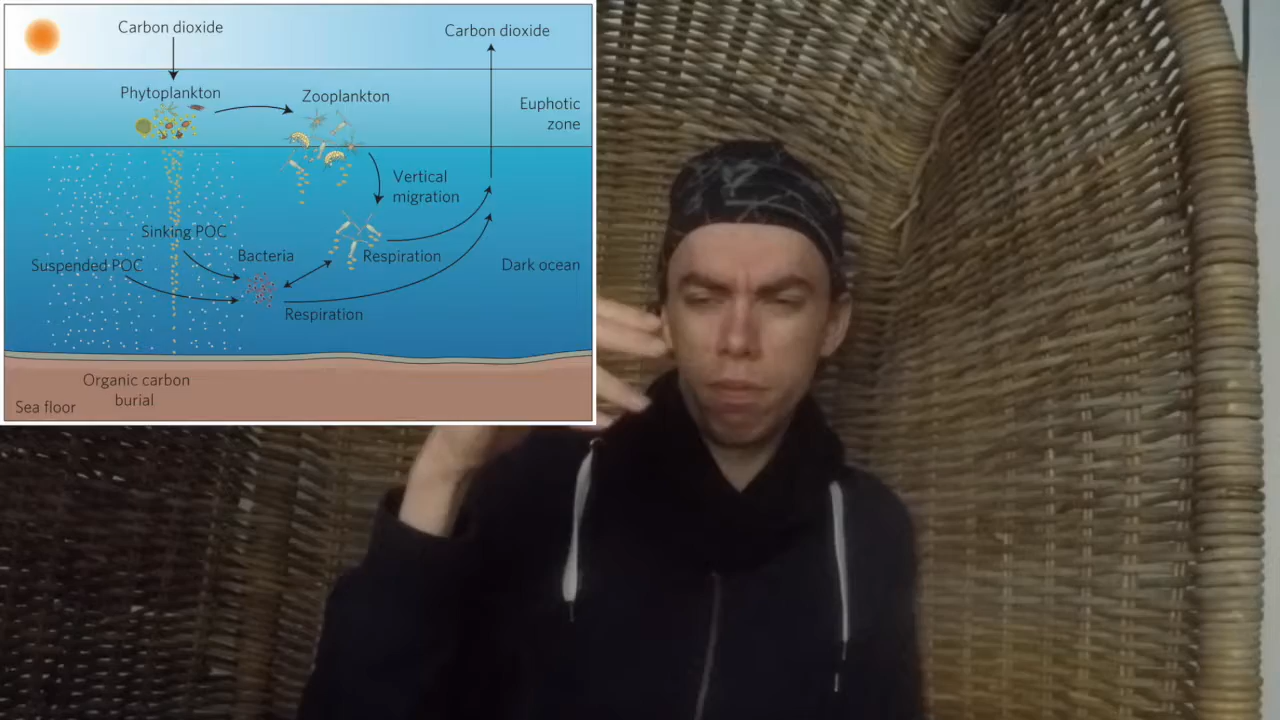 Carbon dioxide
Carbon dioxide
Phytoplankton
Zooplankton
Euphotic
zone
Vertical
migration
Sinking POC
Bacteria
Respiration
Suspended POC
Dark ocean
Respiration
Organic carbon
burial
Sea floor